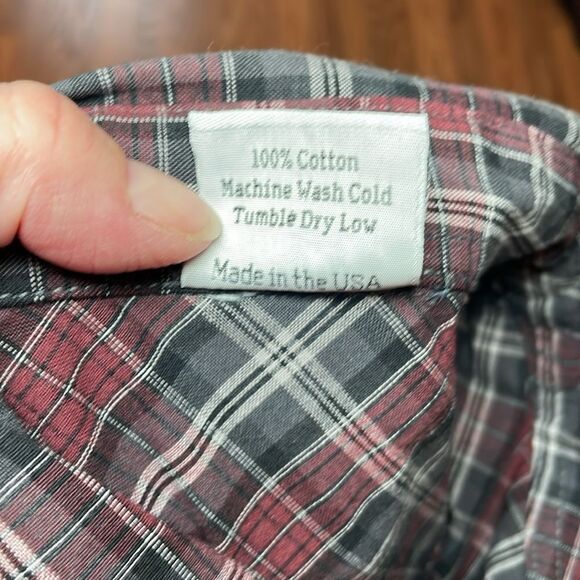 100% Cotton
Machine Wash Cold
Tumble Dry Low
Made in the USA